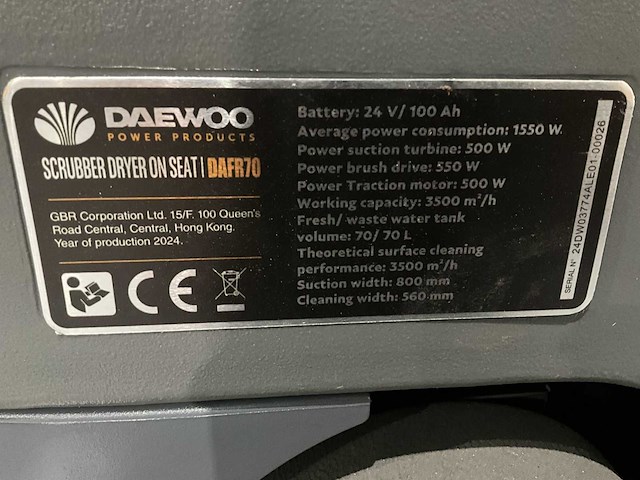 DAEWOO
POWER PRODUCTS
SCRUBBER DRYER ON SEAT | DAFR70
GBR Corporation Ltd. 15/F. 100 Queen's
Road Central, Central, Hong Kong.
Year of production 2024.
CE
Battery: 24 V/ 100 Ah
Average power consumption: 1550 W.
Power suction turbine: 500 W
Power brush drive: 550 W
Power Traction motor: 500 W
Working capacity: 3500 m²/h
Fresh/ waste water tank
volume: 70/ 70 L
Theoretical surface cleaning
performance: 3500 m²/h
Suction width: 800 mm
Cleaning width: 560 mm
SERIAL N° 24DW03774ALE01-00026